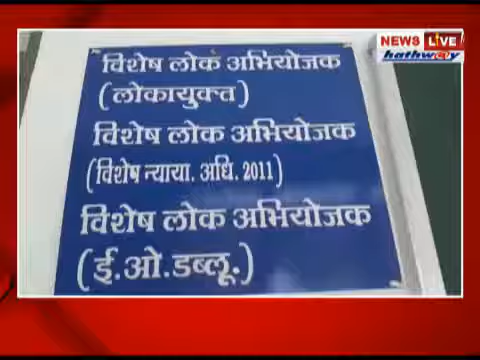 NEWS LIVE
hathway
विशेष लोक अभियोजक
(लोकायुक्त)
विशेष लोक अभियोजक
(विशेष न्याया. अधि. 2011)
विशेष लोक अभियोजक
(ई.ओ.डब्लू.)